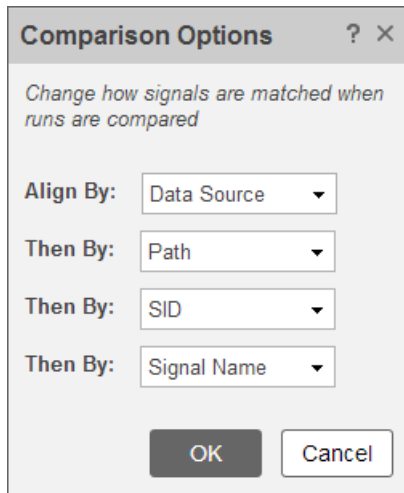 Comparison Options ? ×
Change how signals are matched when
runs are compared
Align By: Data Source
Then By: Path
Then By: SID
Then By: Signal Name
OK Cancel